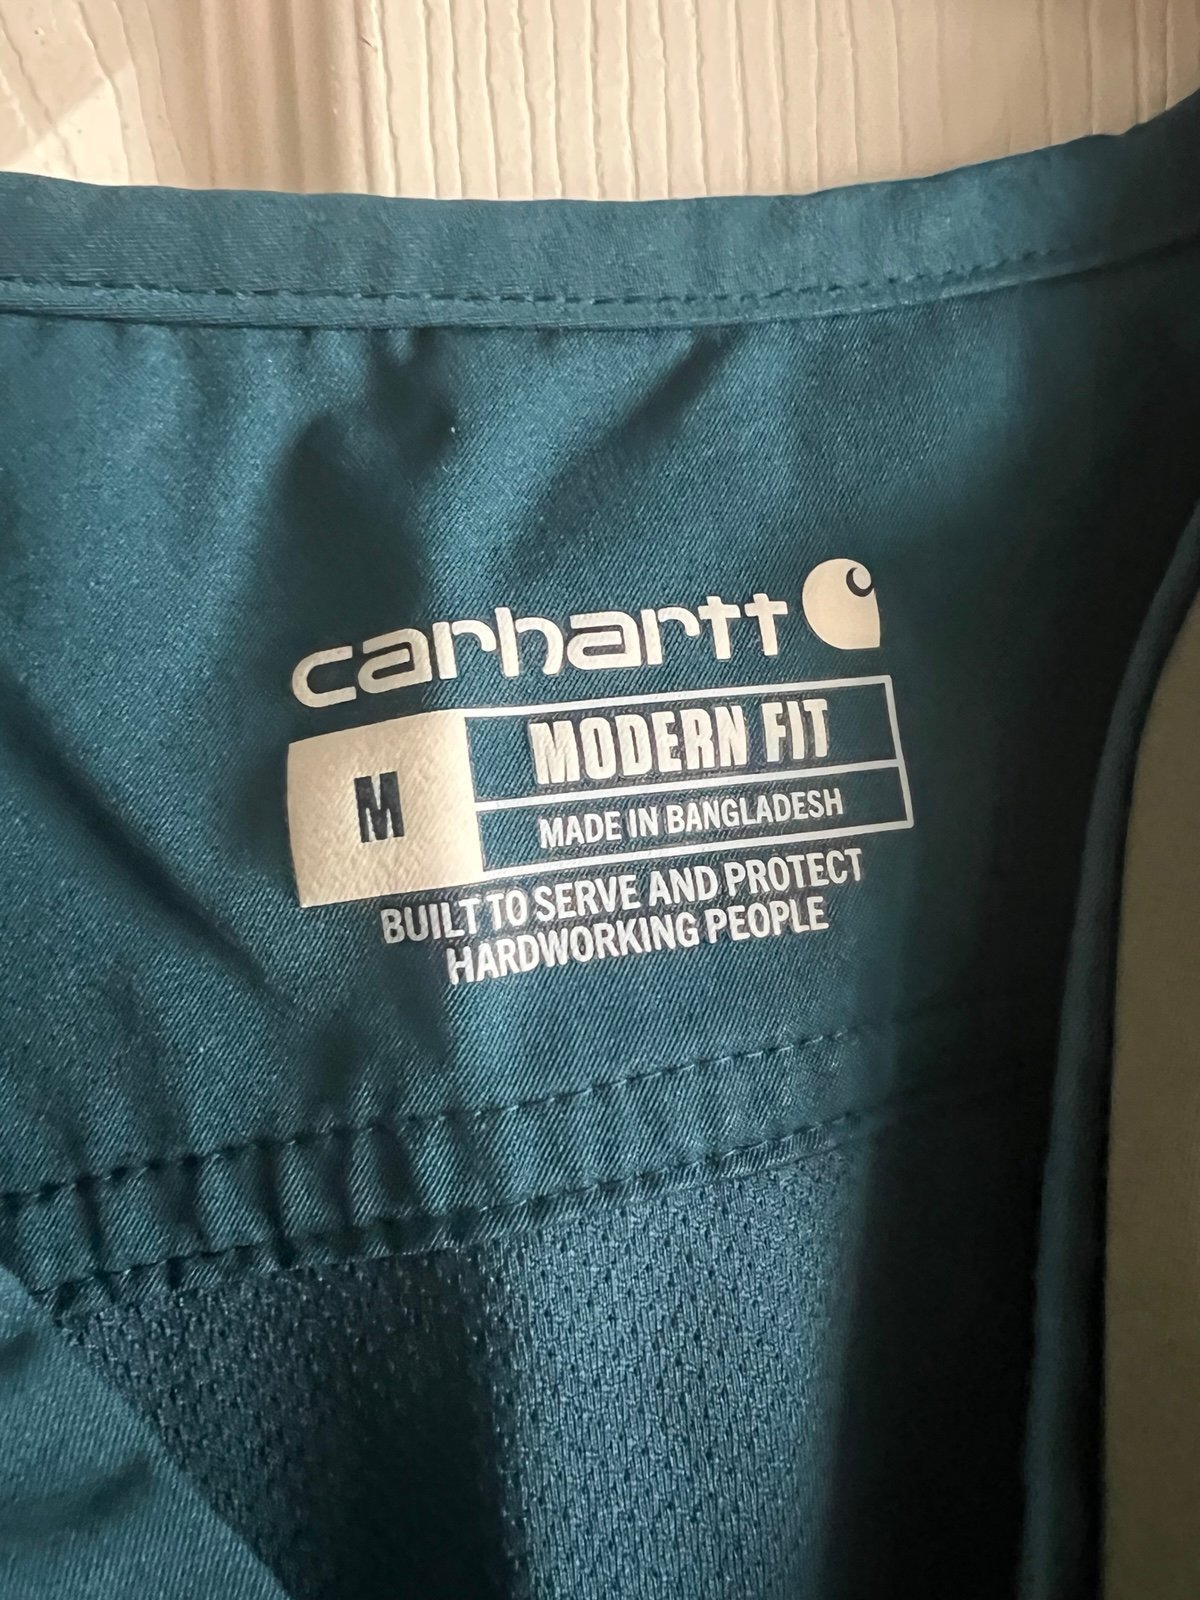 carhartt
M
MODERN FIT
MADE IN BANGLADESH
BUILT TO SERVE AND PROTECT
HARDWORKING PEOPLE